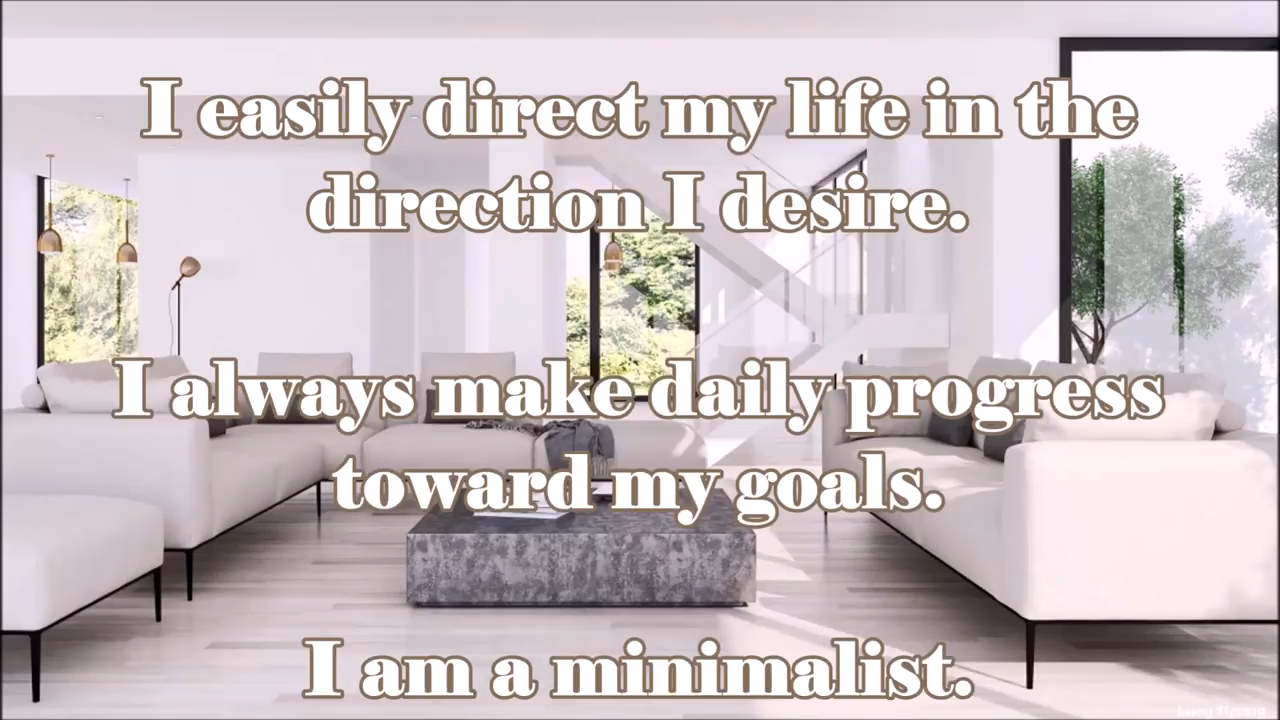 I easily direct my life in the
direction I desire.
I always make daily progress
toward my goals.
I am a minimalist.